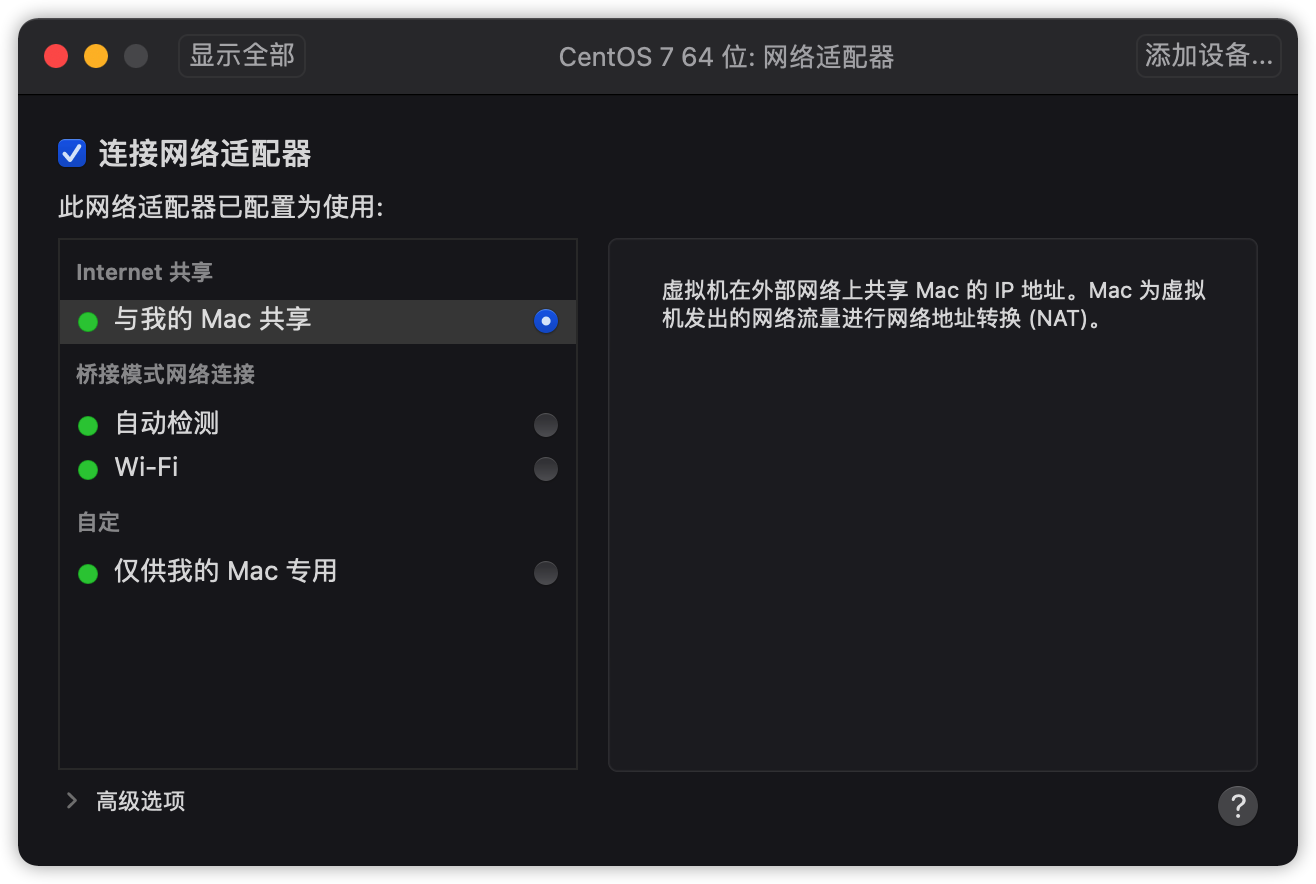 显示全部
CentOS 7 64 位: 网络适配器
添加设备...
连接网络适配器
此网络适配器已配置为使用:
Internet 共享
与我的 Mac 共享
桥接模式网络连接
自动检测
Wi-Fi
自定
仅供我的 Mac 专用
虚拟机在外部网络上共享 Mac 的 IP 地址。Mac 为虚拟
机发出的网络流量进行网络地址转换 (NAT)。
高级选项
?